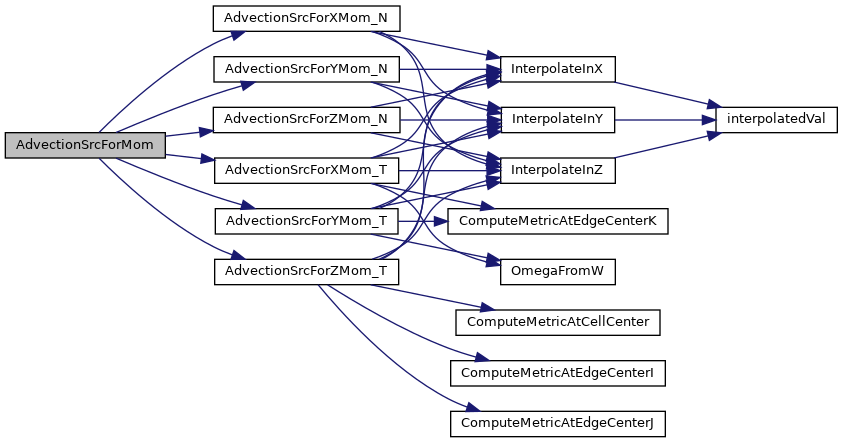 AdvectionSrcForMom
AdvectionSrcForXMom_N
AdvectionSrcForYMom_N
AdvectionSrcForZMom_N
AdvectionSrcForXMom_T
AdvectionSrcForYMom_T
AdvectionSrcForZMom_T
InterpolateInX
InterpolateInY
InterpolateInZ
ComputeMetricAtEdgeCenterK
OmegaFromW
ComputeMetricAtCellCenter
ComputeMetricAtEdgeCenterI
ComputeMetricAtEdgeCenterJ
interpolatedVal